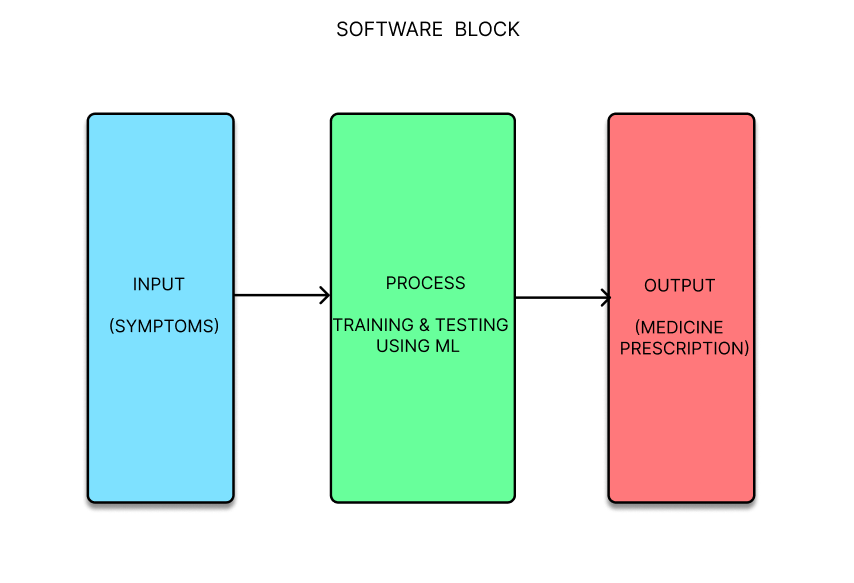 SOFTWARE BLOCK
INPUT
(SYMPTOMS)
PROCESS
TRAINING & TESTING
USING ML
OUTPUT
(MEDICINE
PRESCRIPTION)